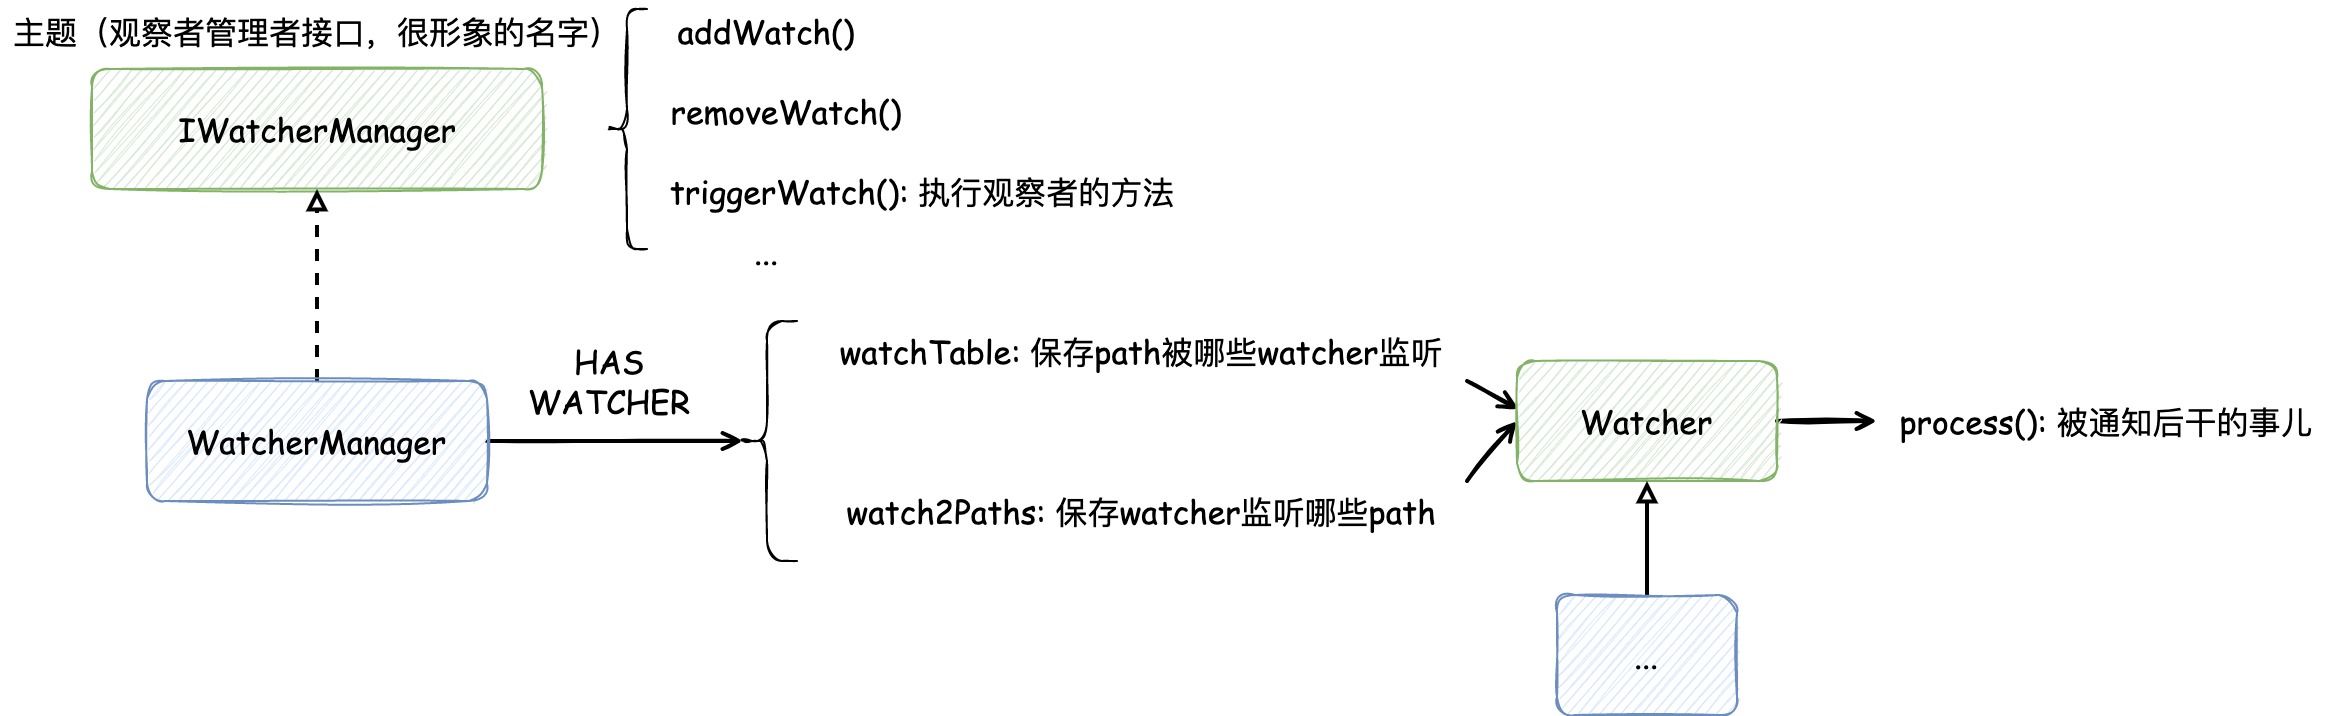 主题（观察者管理者接口，很形象的名字）
addWatch()
removeWatch()
IWatcherManager
triggerWatch(): 执行观察者的方法
...
HAS
WATCHER
watchTable: 保存path被哪些watcher监听
WatcherManager
Watcher
process(): 被通知后干的事儿
watch2Paths: 保存watcher监听哪些path
...